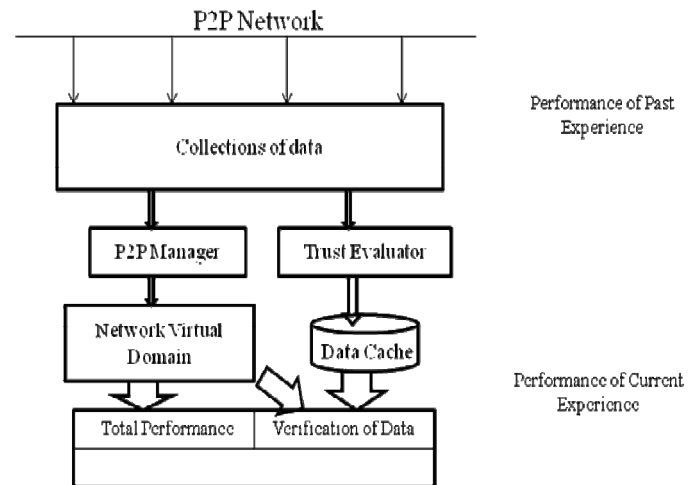 P2P Network
Performance of Past
Experience
Collections of data
P2P Manager
Trust Evaluator
Network Virtual
Domain
Data Cache
Performance of Current
Experience
Total Performance
Verification of Data